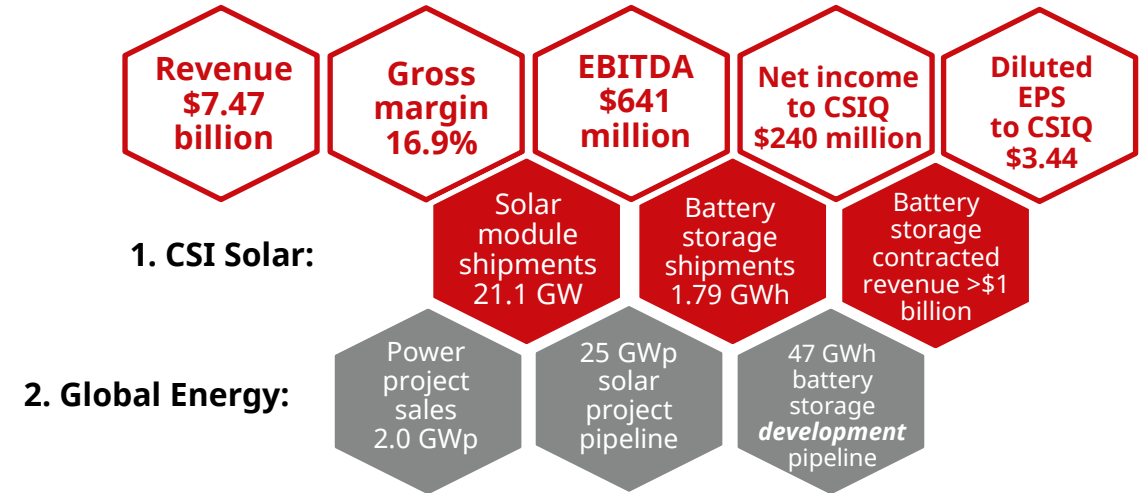 Revenue
$7.47
billion
Gross
margin
16.9%
EBITDA
$641
million
Net income
to CSIQ
$240 million
Diluted
EPS
to CSIQ
$3.44
1. CSI Solar:
Solar
module
shipments
21.1 GW
Battery
storage
shipments
1.79 GWh
Battery
storage
contracted
revenue >$1
billion
2. Global Energy:
Power
project
sales
2.0 GWp
25 GWp
solar
project
pipeline
47 GWh
battery
storage
development
pipeline